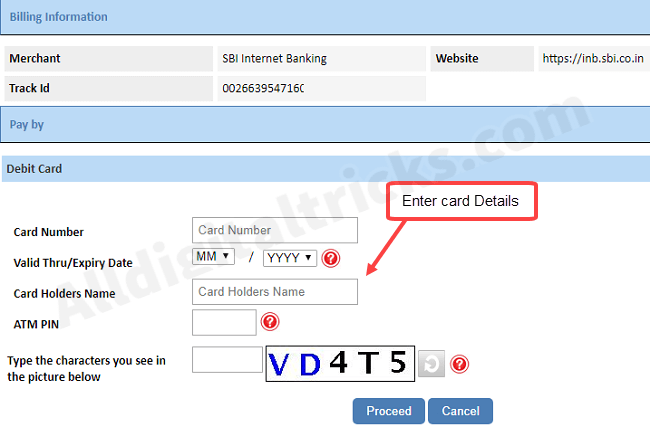 Billing Information
Merchant SBI Internet Banking Website https://inb.sbi.co.in
Track Id 002663954716C
Pay by
Alldigitaltricks.com
Debit Card
Enter card Details
Card Number Card Number
Valid Thru/Expiry Date MM / YYYY ?
Card Holders Name Card Holders Name
ATM PIN ?
Type the characters you see in
the picture below VD4T5 ?
Proceed Cancel